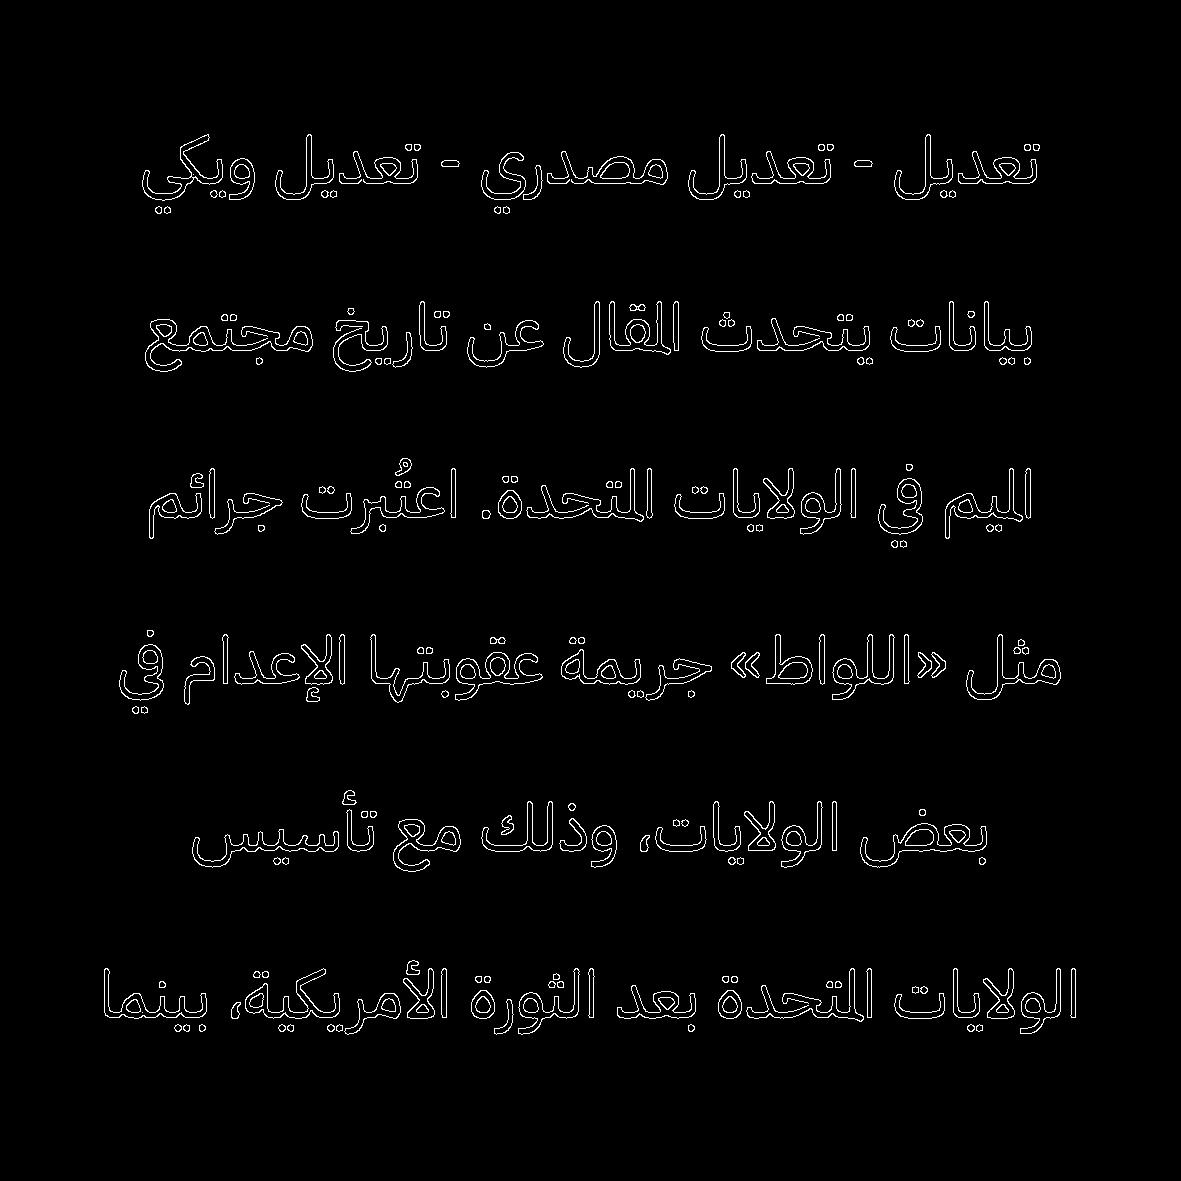 تعديل - تعديل مصدري - تعديل ويكي
بيانات يتحدث المقال عن تاريخ مجتمع
الميم في الولايات المتحدة. اعتُبرت جرائم
مثل «اللواط» جريمة عقوبتها الإعدام في
بعض الولايات، وذلك مع تأسيس
الولايات المتحدة بعد الثورة الأمريكية، بينما